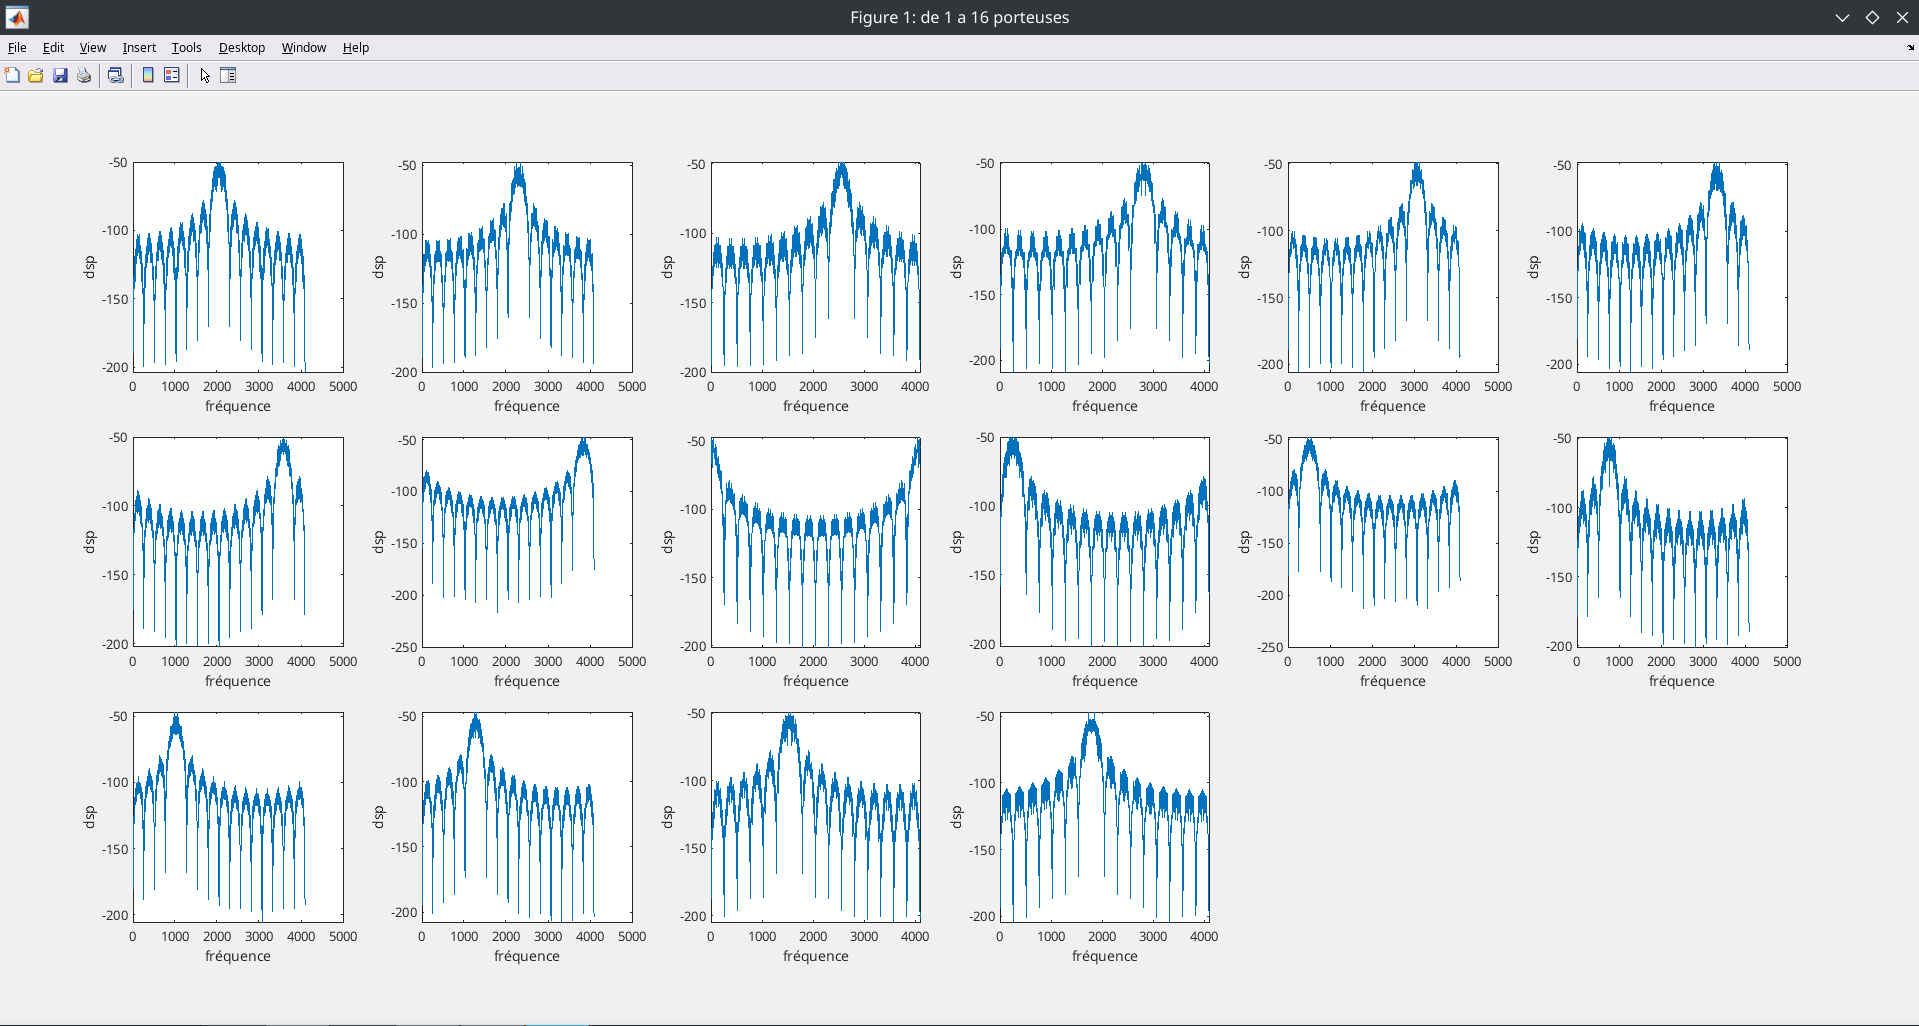 Figure 1: de 1 a 16 porteuses
File Edit View Insert Tools Desktop Window Help
-50 -100 -150 -200 dsp 0 1000 2000 3000 4000 5000 fréquence
-50 -100 -150 -200 dsp 0 1000 2000 3000 4000 5000 fréquence
-50 -100 -150 -200 dsp 0 1000 2000 3000 4000 fréquence
-50 -100 -150 -200 dsp 0 1000 2000 3000 4000 fréquence
-50 -100 -150 -200 dsp 0 1000 2000 3000 4000 5000 fréquence
-50 -100 -150 -200 dsp 0 1000 2000 3000 4000 5000 fréquence
-50 -100 -150 -200 dsp 0 1000 2000 3000 4000 5000 fréquence
-50 -100 -150 -200 -250 dsp 0 1000 2000 3000 4000 5000 fréquence
-50 -100 -150 -200 dsp 0 1000 2000 3000 4000 fréquence
-50 -100 -150 -200 dsp 0 1000 2000 3000 4000 fréquence
-50 -100 -150 -200 -250 dsp 0 1000 2000 3000 4000 5000 fréquence
-50 -100 -150 -200 dsp 0 1000 2000 3000 4000 5000 fréquence
-50 -100 -150 -200 dsp 0 1000 2000 3000 4000 5000 fréquence
-50 -100 -150 -200 dsp 0 1000 2000 3000 4000 5000 fréquence
-50 -100 -150 -200 dsp 0 1000 2000 3000 4000 fréquence
-50 -100 -150 -200 dsp 0 1000 2000 3000 4000 fréquence